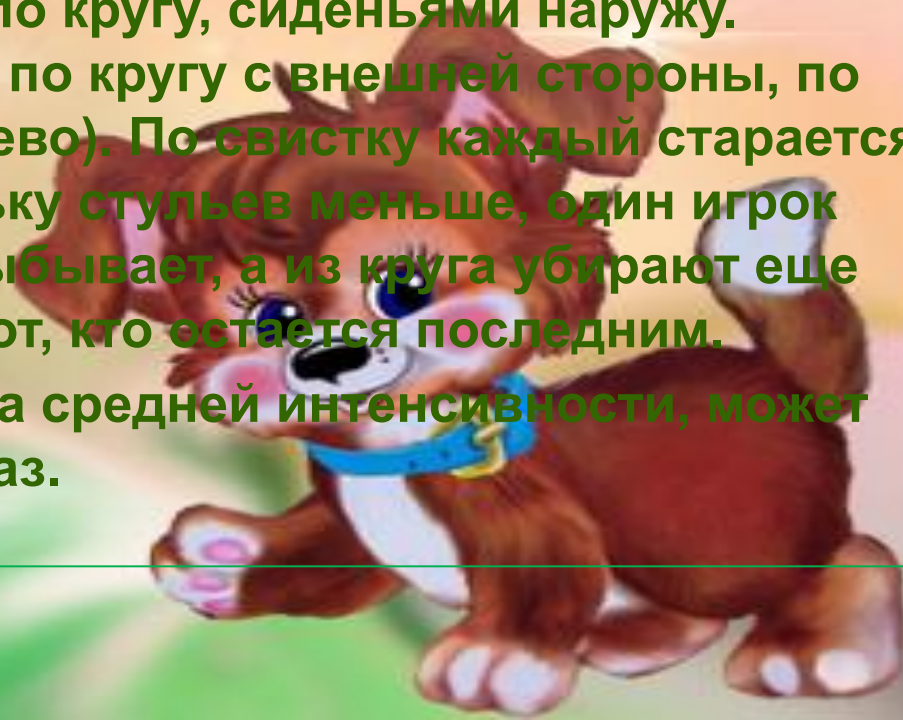 по кругу, сиденьями наружу.
по кругу с внешней стороны, по
ево). По свистку каждый старается
ьку стульев меньше, один игрок
ыбывает, а из круга убирают еще
от, кто остается последним.
а средней интенсивности, может
аз.